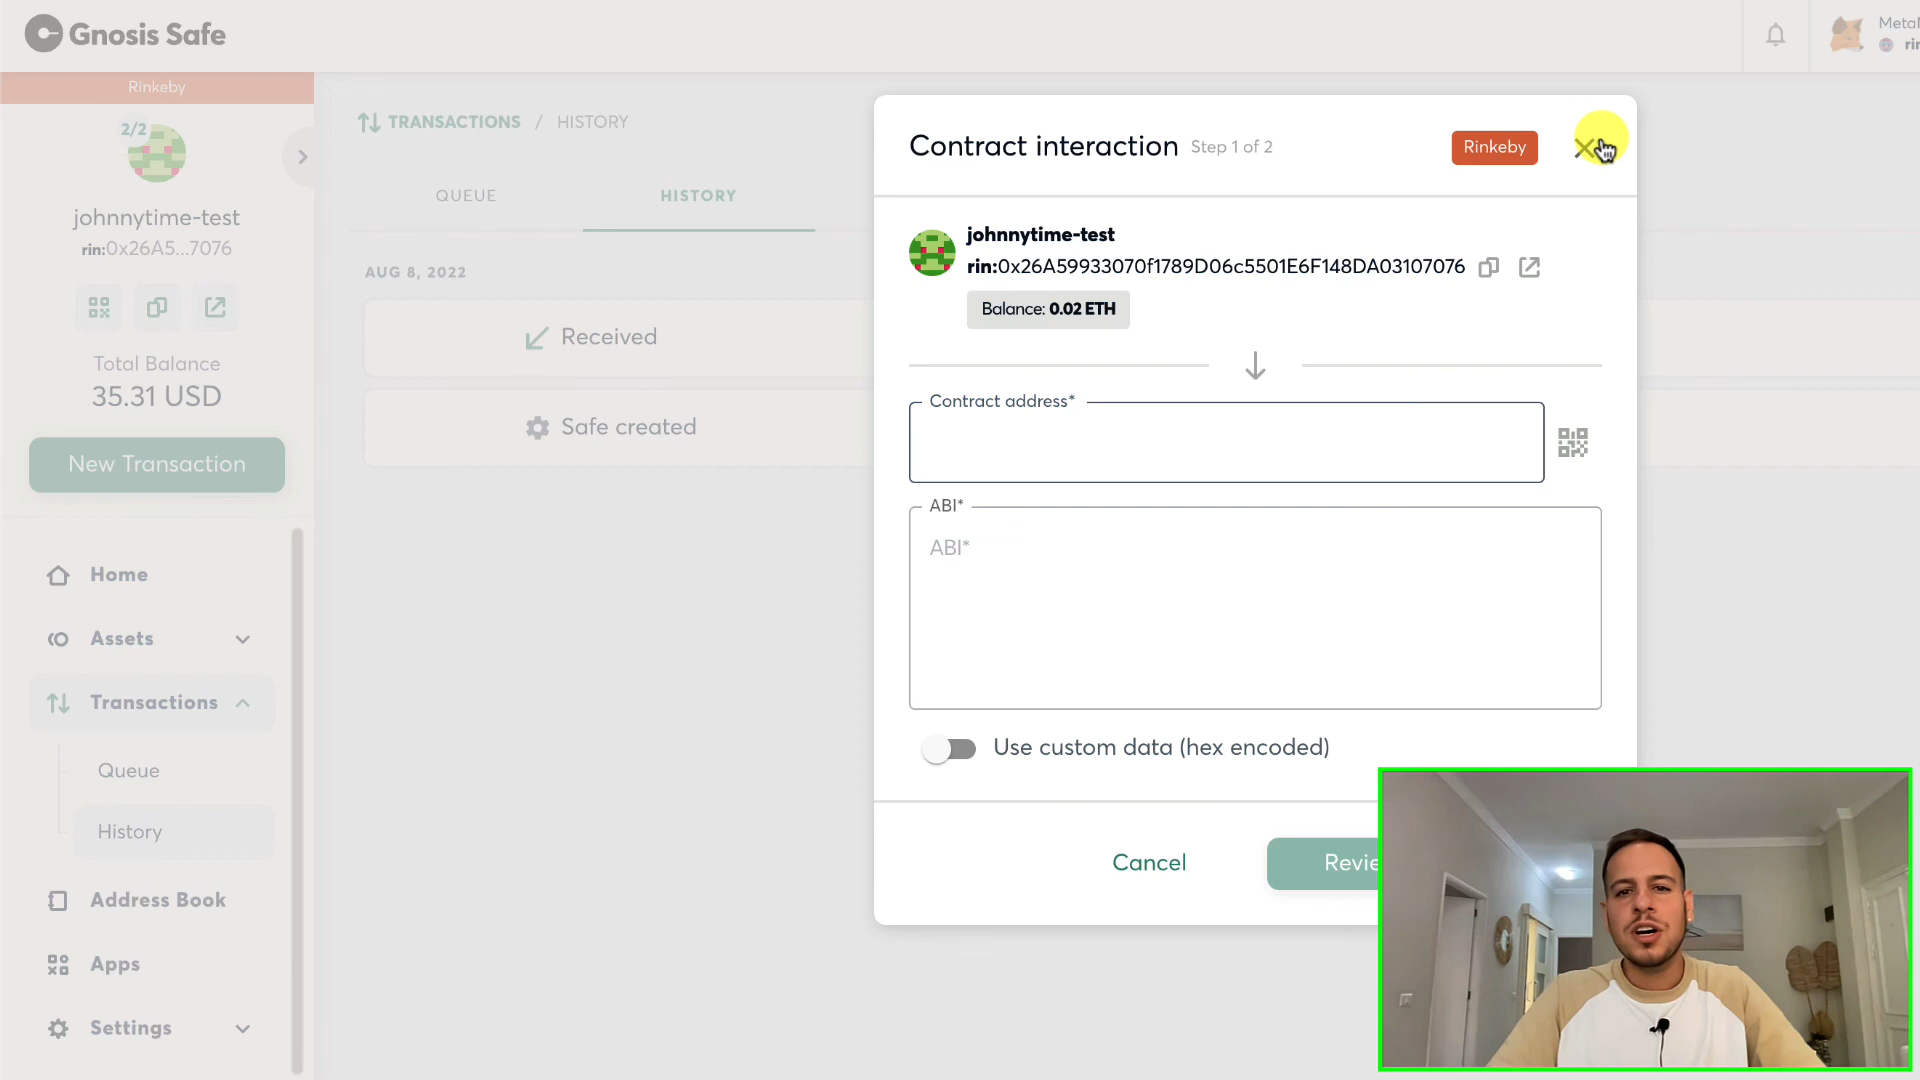 Gnosis Safe
Rinkeby
2/2
johnnytime-test
rin:0x26A5...7076
Total Balance
35.31 USD
New Transaction
Home
Assets
Transactions
Queue
History
Address Book
Apps
Settings
TRANSACTIONS / HISTORY
QUEUE
HISTORY
AUG 8, 2022
Received
Safe created
Contract interaction Step 1 of 2
Rinkeby
johnnytime-test
rin:0x26A59933070f1789D06c5501E6F148DA03107076
Balance: 0.02 ETH
Contract address*
ABI*
ABI*
Use custom data (hex encoded)
Cancel